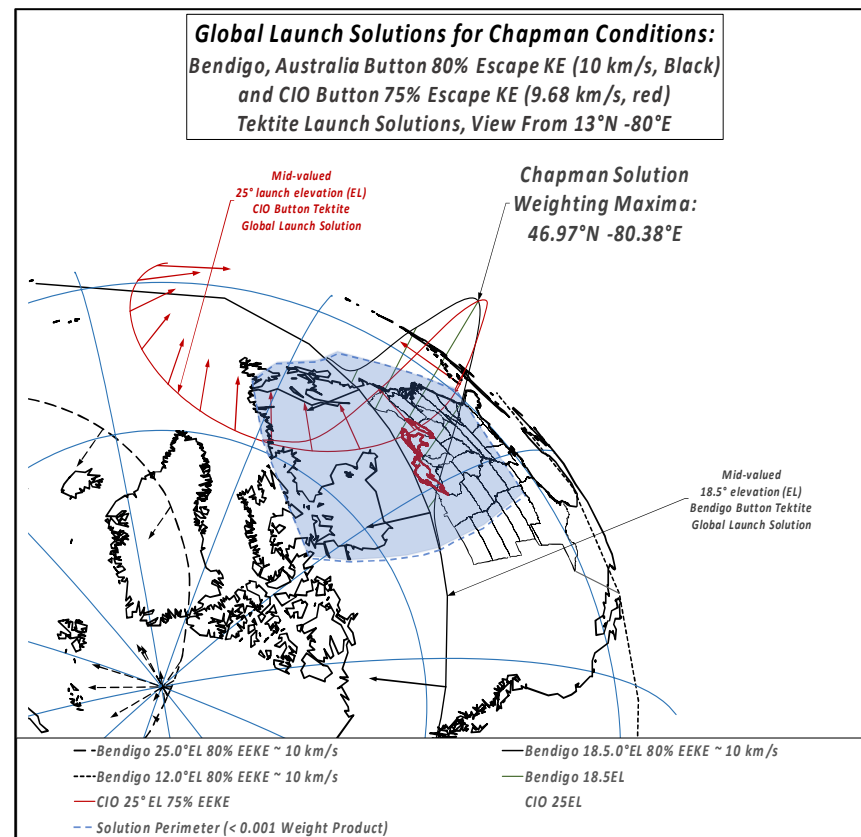 Global Launch Solutions for Chapman Conditions:
Bendigo, Australia Button 80% Escape KE (10 km/s, Black)
and CIO Button 75% Escape KE (9.68 km/s, red)
Tektite Launch Solutions, View From 13°N -80°E
Mid-valued
25° launch elevation (EL)
CIO Button Tektite
Global Launch Solution
Chapman Solution
Weighting Maxima:
46.97°N -80.38°E
Mid-valued
18.5° elevation (EL)
Bendigo Button Tektite
Global Launch Solution
Bendigo 25.0°EL 80% EEKE ~ 10 km/s
Bendigo 18.5.0°EL 80% EEKE ~ 10 km/s
Bendigo 12.0°EL 80% EEKE ~ 10 km/s
Bendigo 18.5EL
CIO 25° EL 75% EEKE
CIO 25EL
Solution Perimeter (< 0.001 Weight Product)